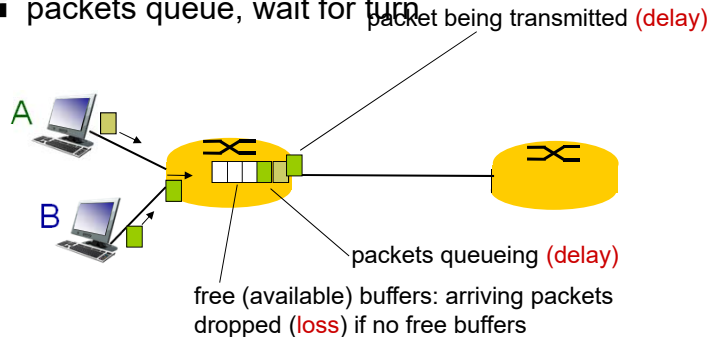 ▪ packets queue, wait for turn
packet being transmitted (delay)
A
B
packets queueing (delay)
free (available) buffers: arriving packets
dropped (loss) if no free buffers